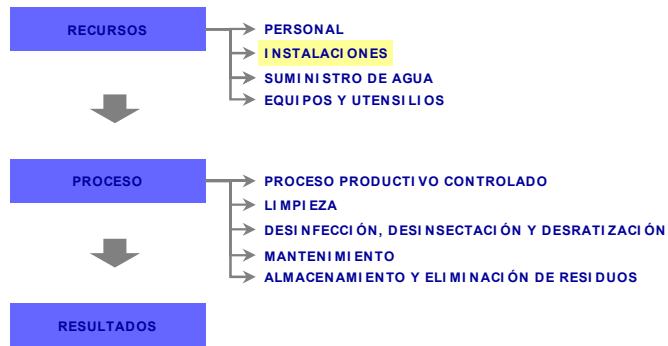 RECURSOS
PERSONAL
INSTALACIONES
SUMINISTRO DE AGUA
EQUIPOS Y UTENSILIOS
PROCESO
PROCESO PRODUCTIVO CONTROLADO
LIMPIEZA
DESINFECCIÓN, DESINSECTACIÓN Y DESRATIZACIÓN
MANTENIMIENTO
ALMACENAMIENTO Y ELIMINACIÓN DE RESIDUOS
RESULTADOS